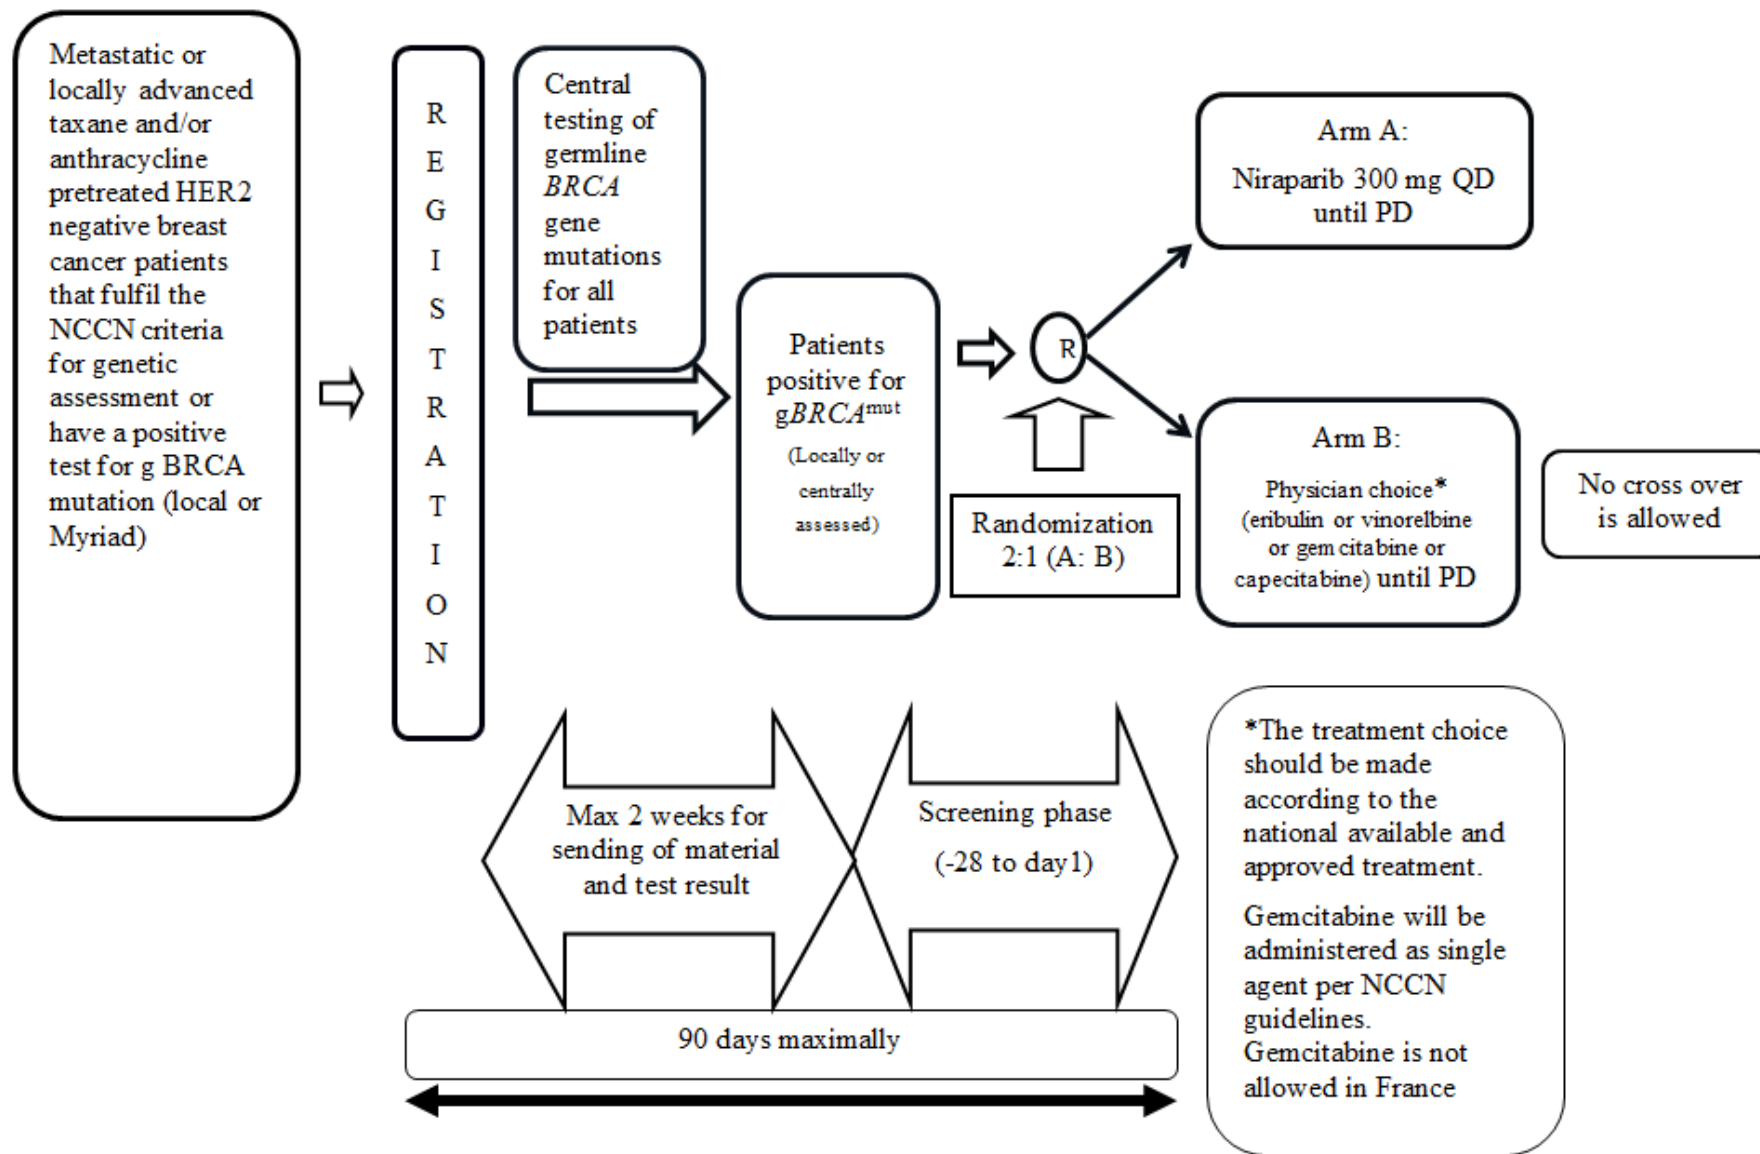 Metastatic or
locally advanced
taxane and/or
anthracycline
pretreated HER2
negative breast
cancer patients
that fulfil the
NCCN criteria
for genetic
assessment or
have a positive
test for g BRCA
mutation (local or
Myriad)
R
E
G
I
S
T
R
A
T
I
O
N
Central
testing of
germline
BRCA
gene
mutations
for all
patients
Patients
positive for
gBRCAmut
(Locally or
centrally
assessed)
R
Randomization
2:1 (A: B)
Arm A:
Niraparib 300 mg QD
until PD
Arm B:
Physician choice*
(eribulin or vinorelbine
or gemcitabine or
capecitabine) until PD
No cross over
is allowed
Max 2 weeks for
sending of material
and test result
Screening phase
(-28 to day1)
90 days maximally
*The treatment choice
should be made
according to the
national available and
approved treatment.
Gemcitabine will be
administered as single
agent per NCCN
guidelines.
Gemcitabine is not
allowed in France